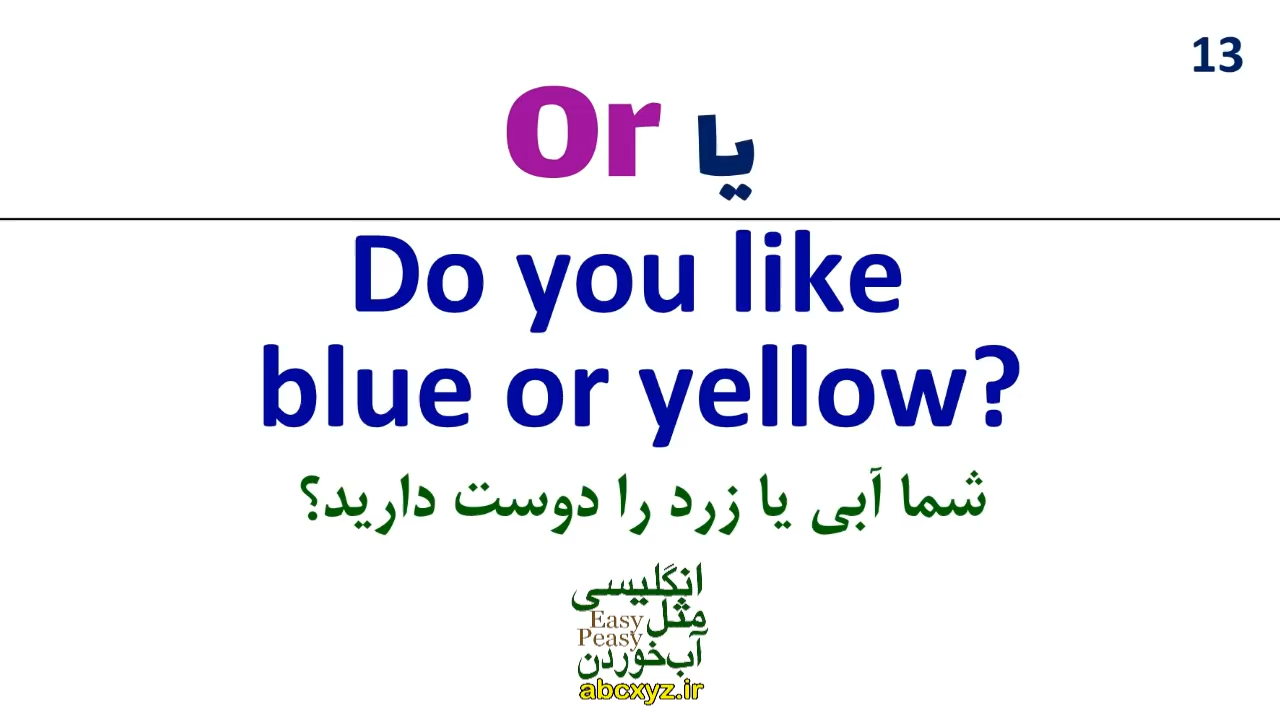 13
or یا
Do you like
blue or yellow?
شما آبی یا زرد را دوست دارید؟
انگلیسی
مثل
Easy
Peasy
آب‌خوردن
abcxyz.ir